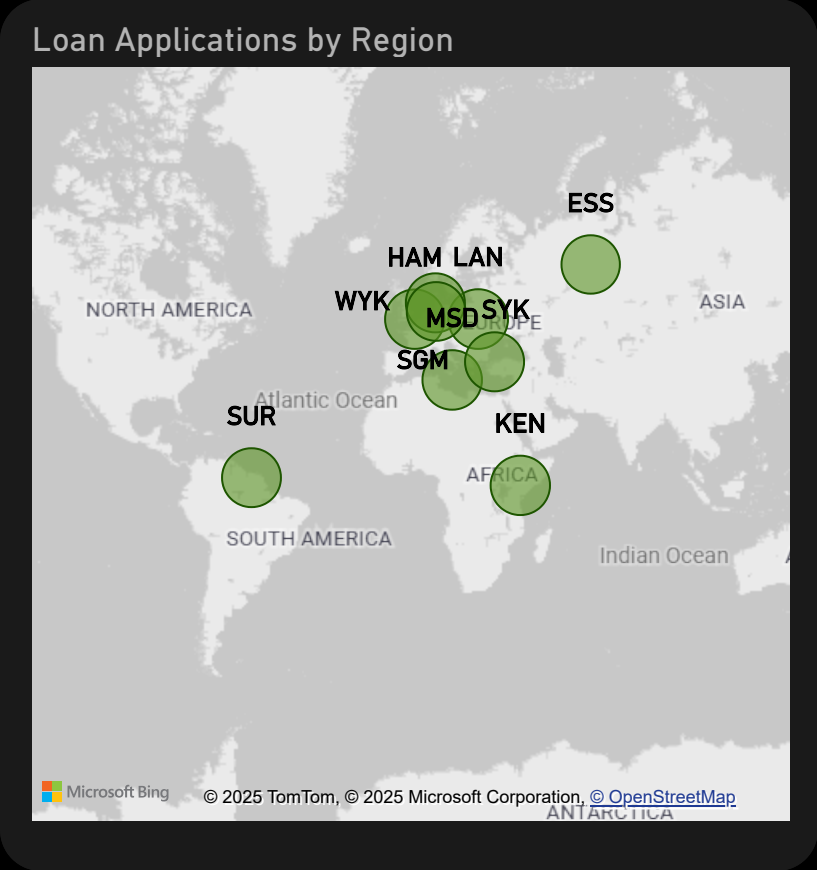 Loan Applications by Region
ESS
HAM LAN
WYK
NORTH AMERICA
ASIA
MSD SYK
EUROPE
SGM
Atlantic Ocean
SUR
KEN
AFRICA
SOUTH AMERICA
Indian Ocean
Microsoft Bing
© 2025 TomTom, © 2025 Microsoft Corporation, © OpenStreetMap
ANTARCTICA